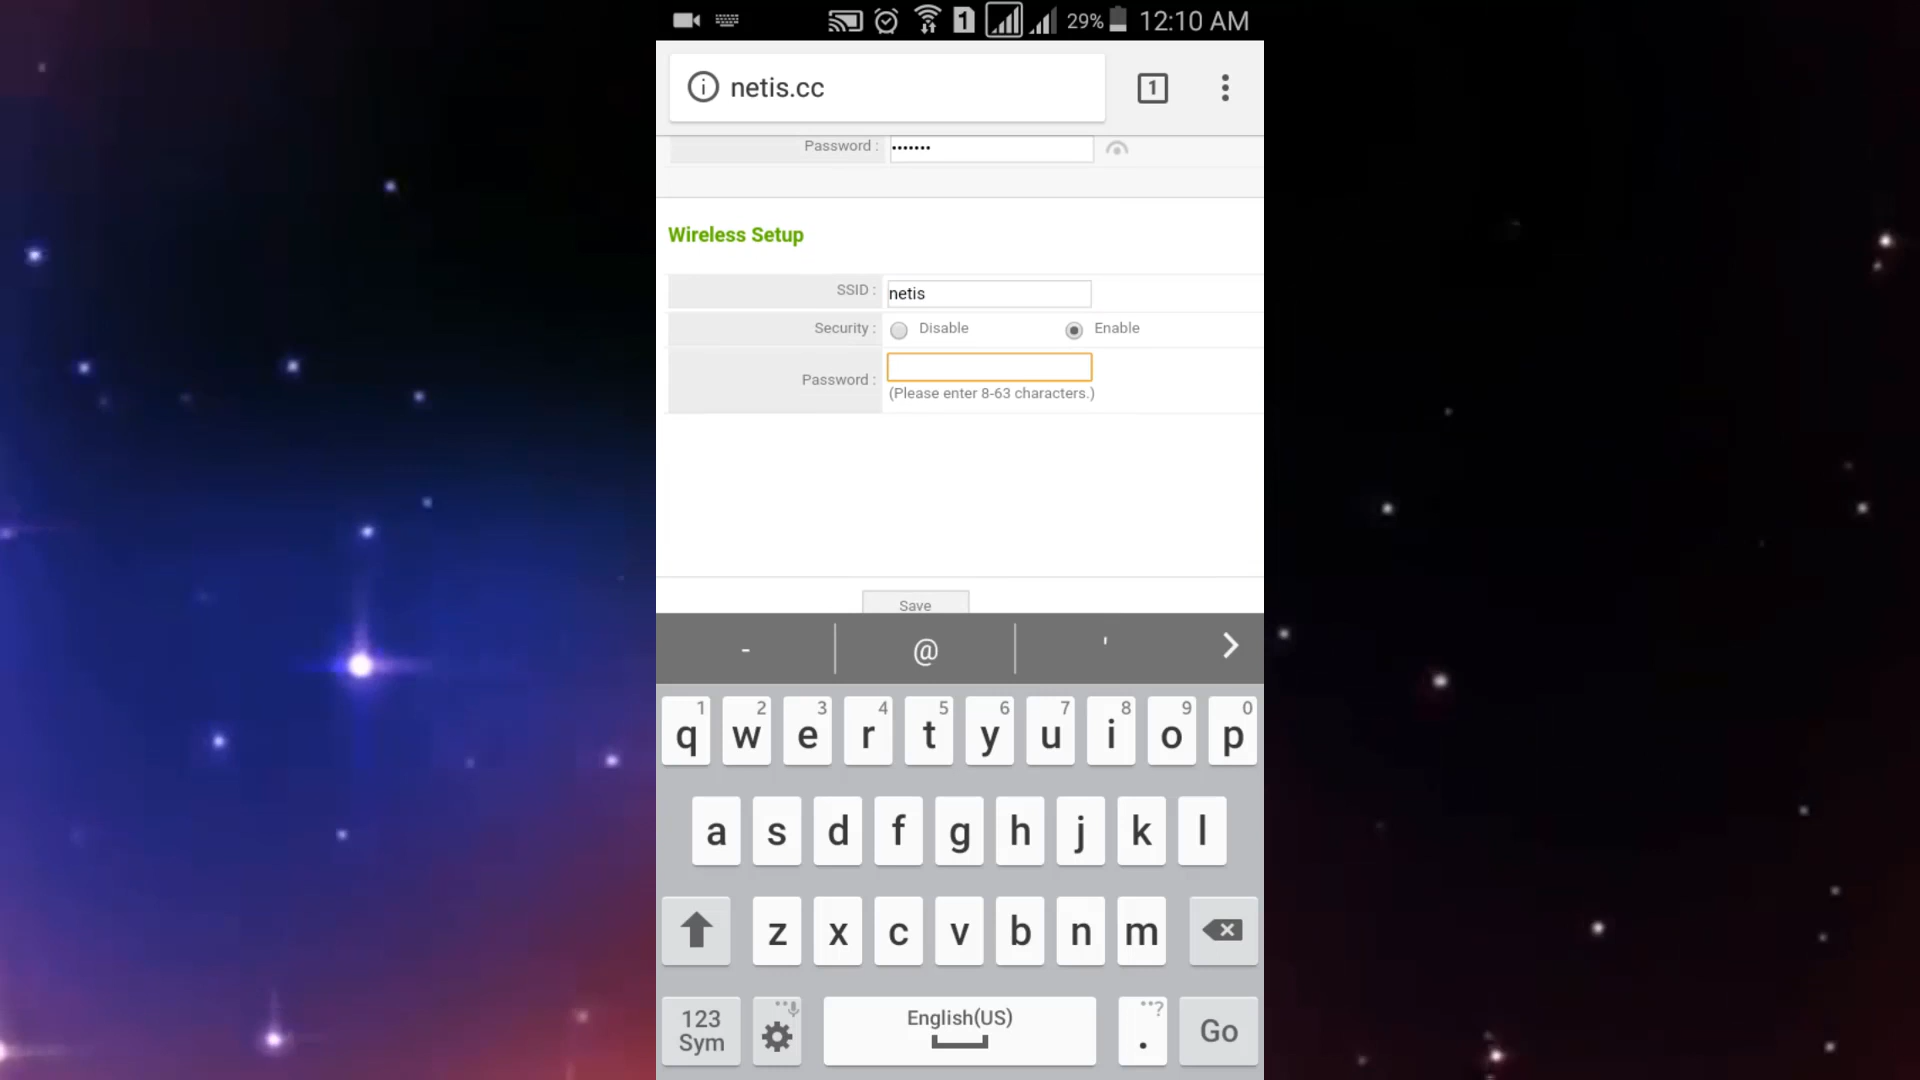 1 29% 12:10 AM
netis.cc 1
Password : •••••••
Wireless Setup
SSID : netis
Security : Disable Enable
Password :
(Please enter 8-63 characters.)
Save
- @ '
1 2 3 4 5 6 7 8 9 0
q w e r t y u i o p
a s d f g h j k l
z x c v b n m
123 Sym English(US) . ? Go